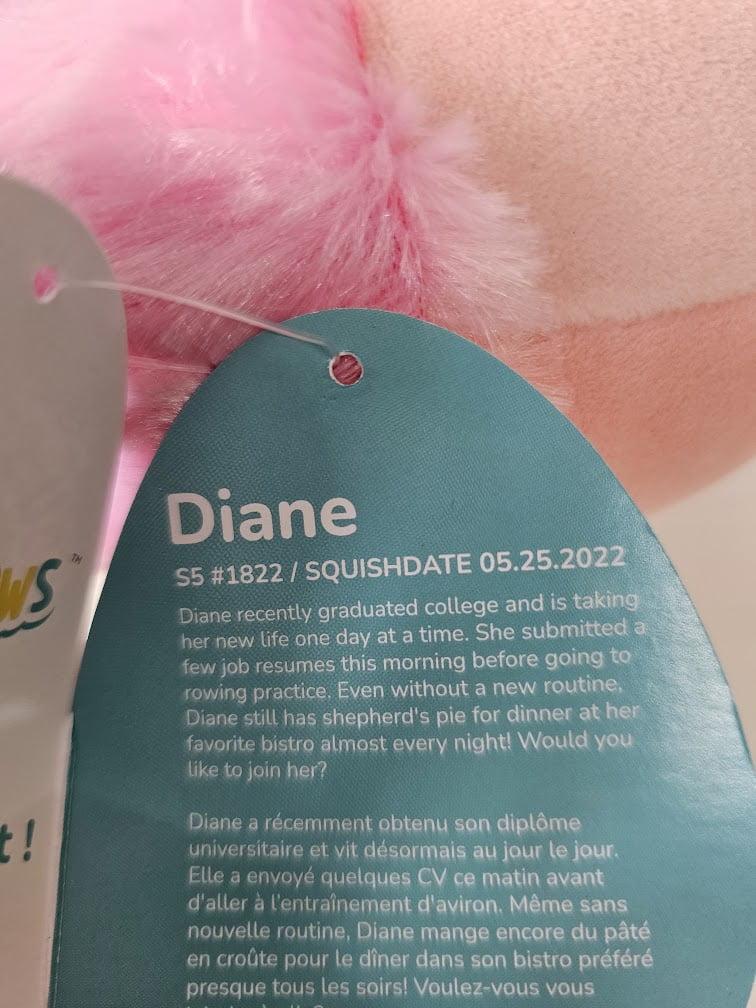 ws™
t !
Diane
S5 #1822 / SQUISHDATE 05.25.2022
Diane recently graduated college and is taking
her new life one day at a time. She submitted a
few job resumes this morning before going to
rowing practice. Even without a new routine,
Diane still has shepherd's pie for dinner at her
favorite bistro almost every night! Would you
like to join her?
Diane a récemment obtenu son diplôme
universitaire et vit désormais au jour le jour.
Elle a envoyé quelques CV ce matin avant
d'aller à l'entraînement d'aviron. Même sans
nouvelle routine, Diane mange encore du pâté
en croûte pour le dîner dans son bistro préféré
presque tous les soirs! Voulez-vous vous